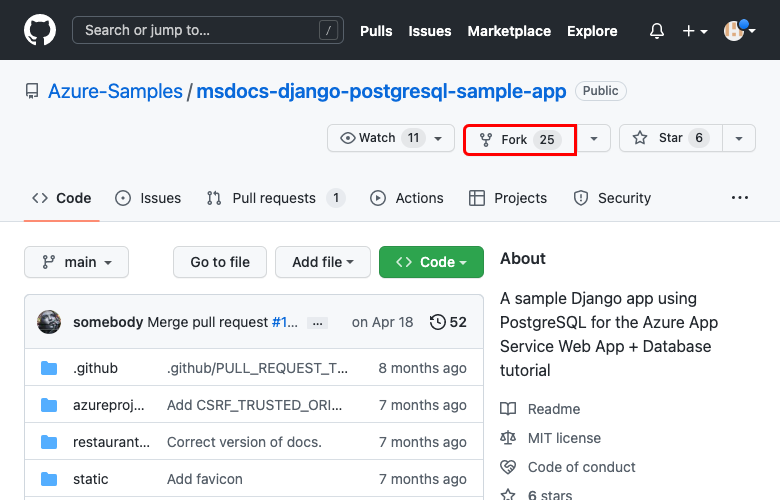 Search or jump to... / Pulls Issues Marketplace Explore
Azure-Samples / msdocs-django-postgresql-sample-app Public
Watch 11 Fork 25 Star 6
Code Issues Pull requests 1 Actions Projects Security ...
main Go to file Add file Code
somebody Merge pull request #1... ... on Apr 18 52
.github .github/PULL_REQUEST_T... 8 months ago
azureproj... Add CSRF_TRUSTED_ORI... 7 months ago
restaurant... Correct version of docs. 7 months ago
static Add favicon 7 months ago
About
A sample Django app using
PostgreSQL for the Azure App
Service Web App + Database
tutorial
Readme
MIT license
Code of conduct
6 stars